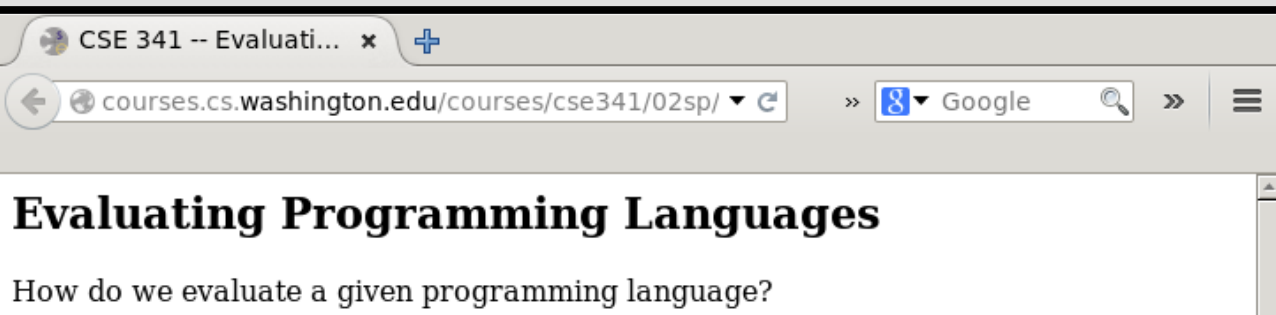 CSE 341 -- Evaluati...
courses.cs.washington.edu/courses/cse341/02sp/ » 8 Google »
Evaluating Programming Languages
How do we evaluate a given programming language?